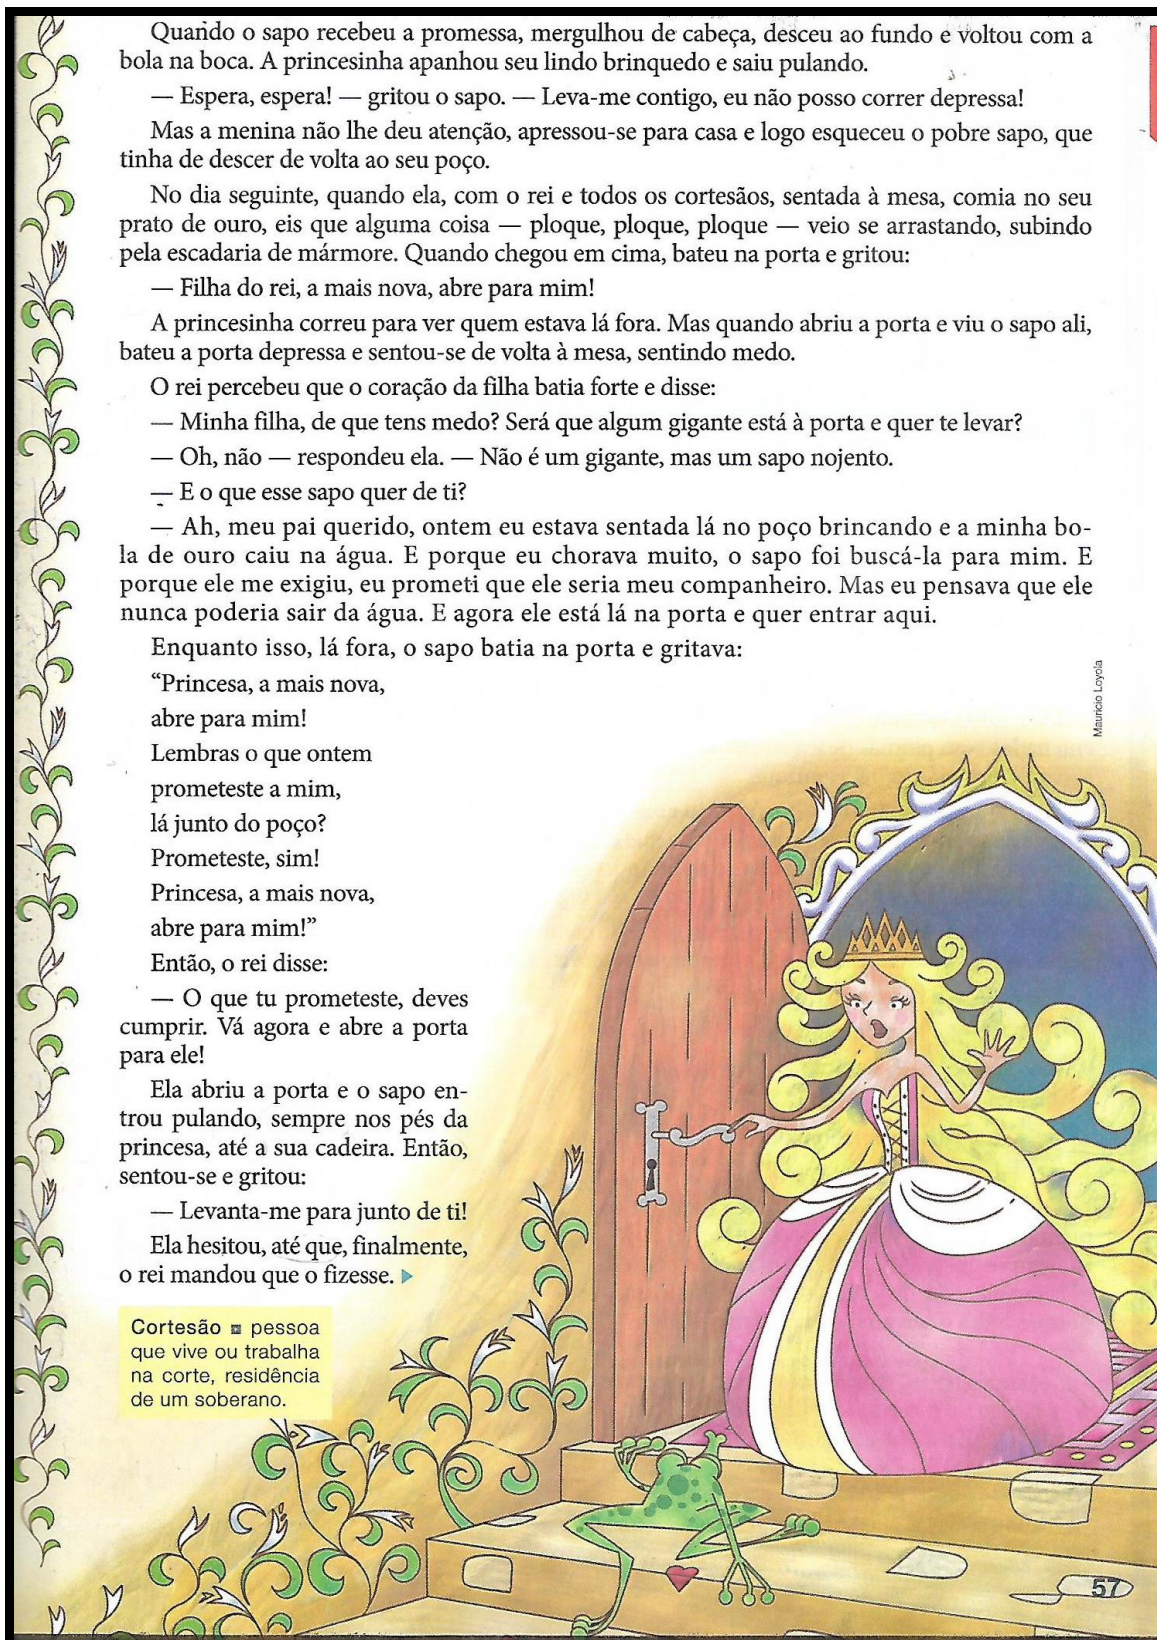 Quando o sapo recebeu a promessa, mergulhou de cabeça, desceu ao fundo e voltou com a
bola na boca. A princesinha apanhou seu lindo brinquedo e saiu pulando.
— Espera, espera! — gritou o sapo. — Leva-me contigo, eu não posso correr depressa!
Mas a menina não lhe deu atenção, apressou-se para casa e logo esqueceu o pobre sapo, que
tinha de descer de volta ao seu poço.
No dia seguinte, quando ela, com o rei e todos os cortesãos, sentada à mesa, comia no seu
prato de ouro, eis que alguma coisa — ploque, ploque, ploque — veio se arrastando, subindo
pela escadaria de mármore. Quando chegou em cima, bateu na porta e gritou:
— Filha do rei, a mais nova, abre para mim!
A princesinha correu para ver quem estava lá fora. Mas quando abriu a porta e viu o sapo ali,
bateu a porta depressa e sentou-se de volta à mesa, sentindo medo.
O rei percebeu que o coração da filha batia forte e disse:
— Minha filha, de que tens medo? Será que algum gigante está à porta e quer te levar?
— Oh, não — respondeu ela. — Não é um gigante, mas um sapo nojento.
— E o que esse sapo quer de ti?
— Ah, meu pai querido, ontem eu estava sentada lá no poço brincando e a minha bo-
la de ouro caiu na água. E porque eu chorava muito, o sapo foi buscá-la para mim. E
porque ele me exigiu, eu prometi que ele seria meu companheiro. Mas eu pensava que ele
nunca poderia sair da água. E agora ele está lá na porta e quer entrar aqui.
Enquanto isso, lá fora, o sapo batia na porta e gritava:
“Princesa, a mais nova,
abre para mim!
Lembras o que ontem
prometeste a mim,
lá junto do poço?
Prometeste, sim!
Princesa, a mais nova,
abre para mim!”
Então, o rei disse:
— O que tu prometeste, deves
cumprir. Vá agora e abre a porta
para ele!
Ela abriu a porta e o sapo en-
trou pulando, sempre nos pés da
princesa, até a sua cadeira. Então,
sentou-se e gritou:
— Levanta-me para junto de ti!
Ela hesitou, até que, finalmente,
o rei mandou que o fizesse.
Cortesão ■ pessoa
que vive ou trabalha
na corte, residência
de um soberano.
Mauricio Loyola
57